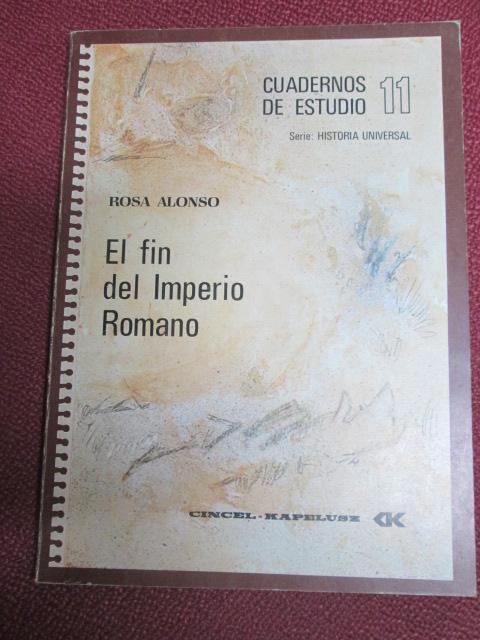 CUADERNOS
DE ESTUDIO 11
Serie: HISTORIA UNIVERSAL
ROSA ALONSO
El fin
del Imperio
Romano
CINCEL-KAPELUSZ CK